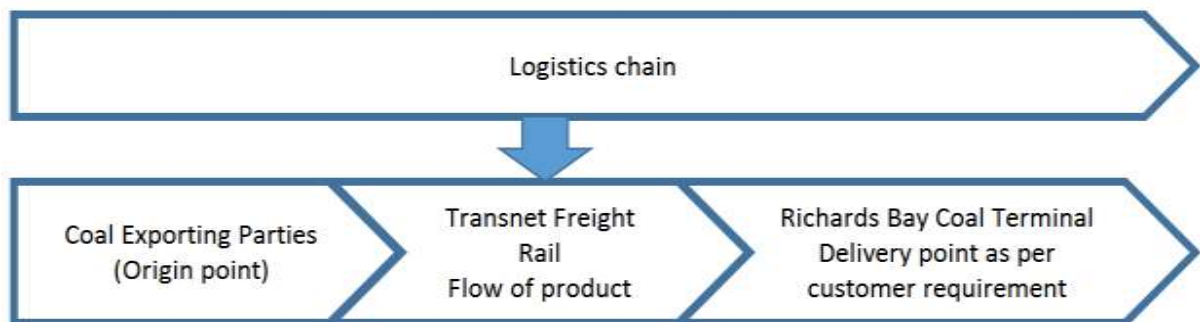 Logistics chain
Coal Exporting Parties
(Origin point)
Transnet Freight
Rail
Flow of product
Richards Bay Coal Terminal
Delivery point as per
customer requirement